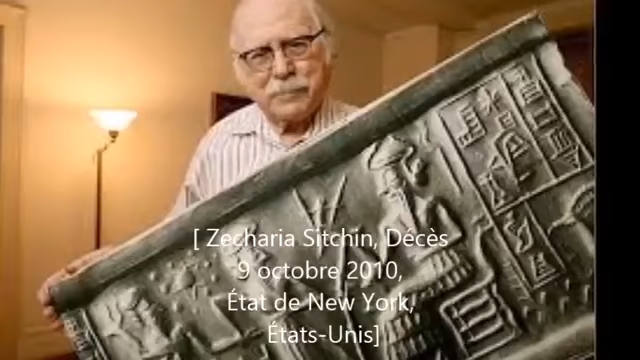 [ Zecharia Sitchin, Décès
9 octobre 2010,
État de New York,
États-Unis]